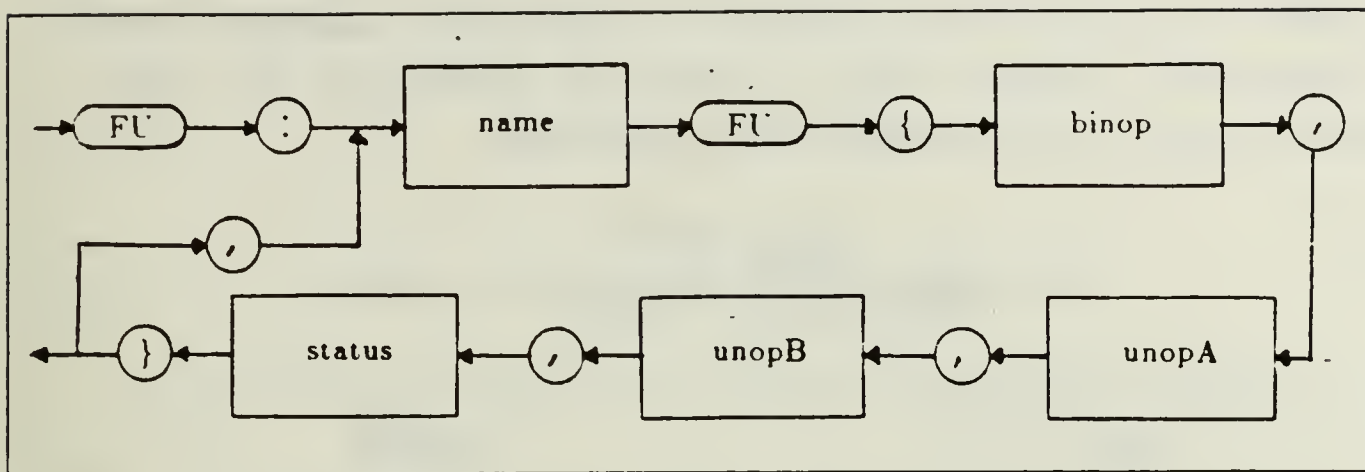 FU : name FU { binop ,
,
} status , unopB , unopA